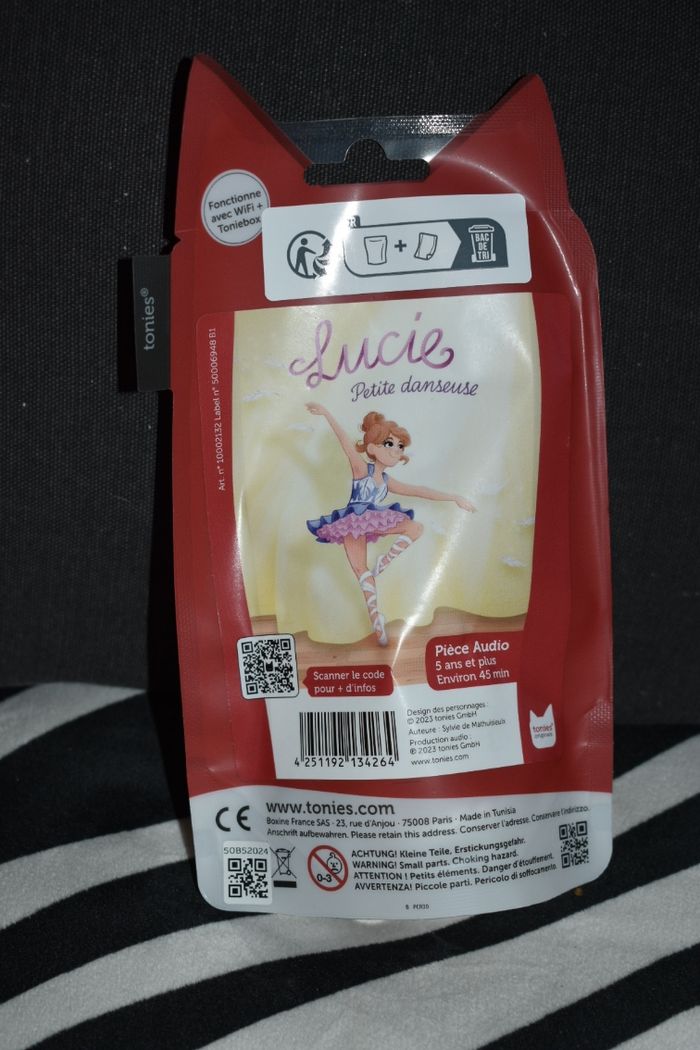 Fonctionne
avec WiFi +
Toniebox
BAC
DE
TRI
tonies®
Art. n° 10002132 Label n° 50006948 B1
Lucie
Petite danseuse
Pièce Audio
5 ans et plus
Environ 45 min
Scanner le code
pour + d'infos
Design des personnages :
© 2023 tonies GmbH
Auteure : Sylvie de Mathuisieulx
Production audio :
℗ 2023 tonies GmbH
www.tonies.com
4 251192 134264
tonies®
originals
CE
www.tonies.com
Boxine France SAS · 23, rue d'Anjou · 75008 Paris · Made in Tunisia
Anschrift aufbewahren. Please retain this address. Conserver l'adresse. Conservare l'indirizzo.
50B52024
0-3
ACHTUNG! Kleine Teile. Erstickungsgefahr.
WARNING! Small parts. Choking hazard.
ATTENTION ! Petits éléments. Danger d'étouffement.
AVVERTENZA! Piccole parti. Pericolo di soffocamento.